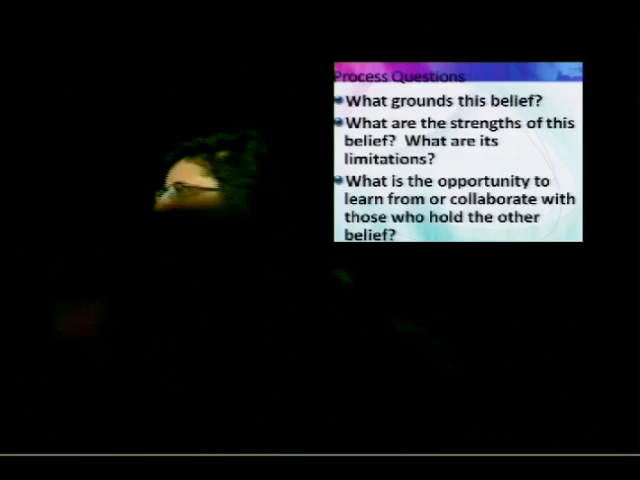 Process Questions
What grounds this belief?
What are the strengths of this
belief? What are its
limitations?
What is the opportunity to
learn from or collaborate with
those who hold the other
belief?